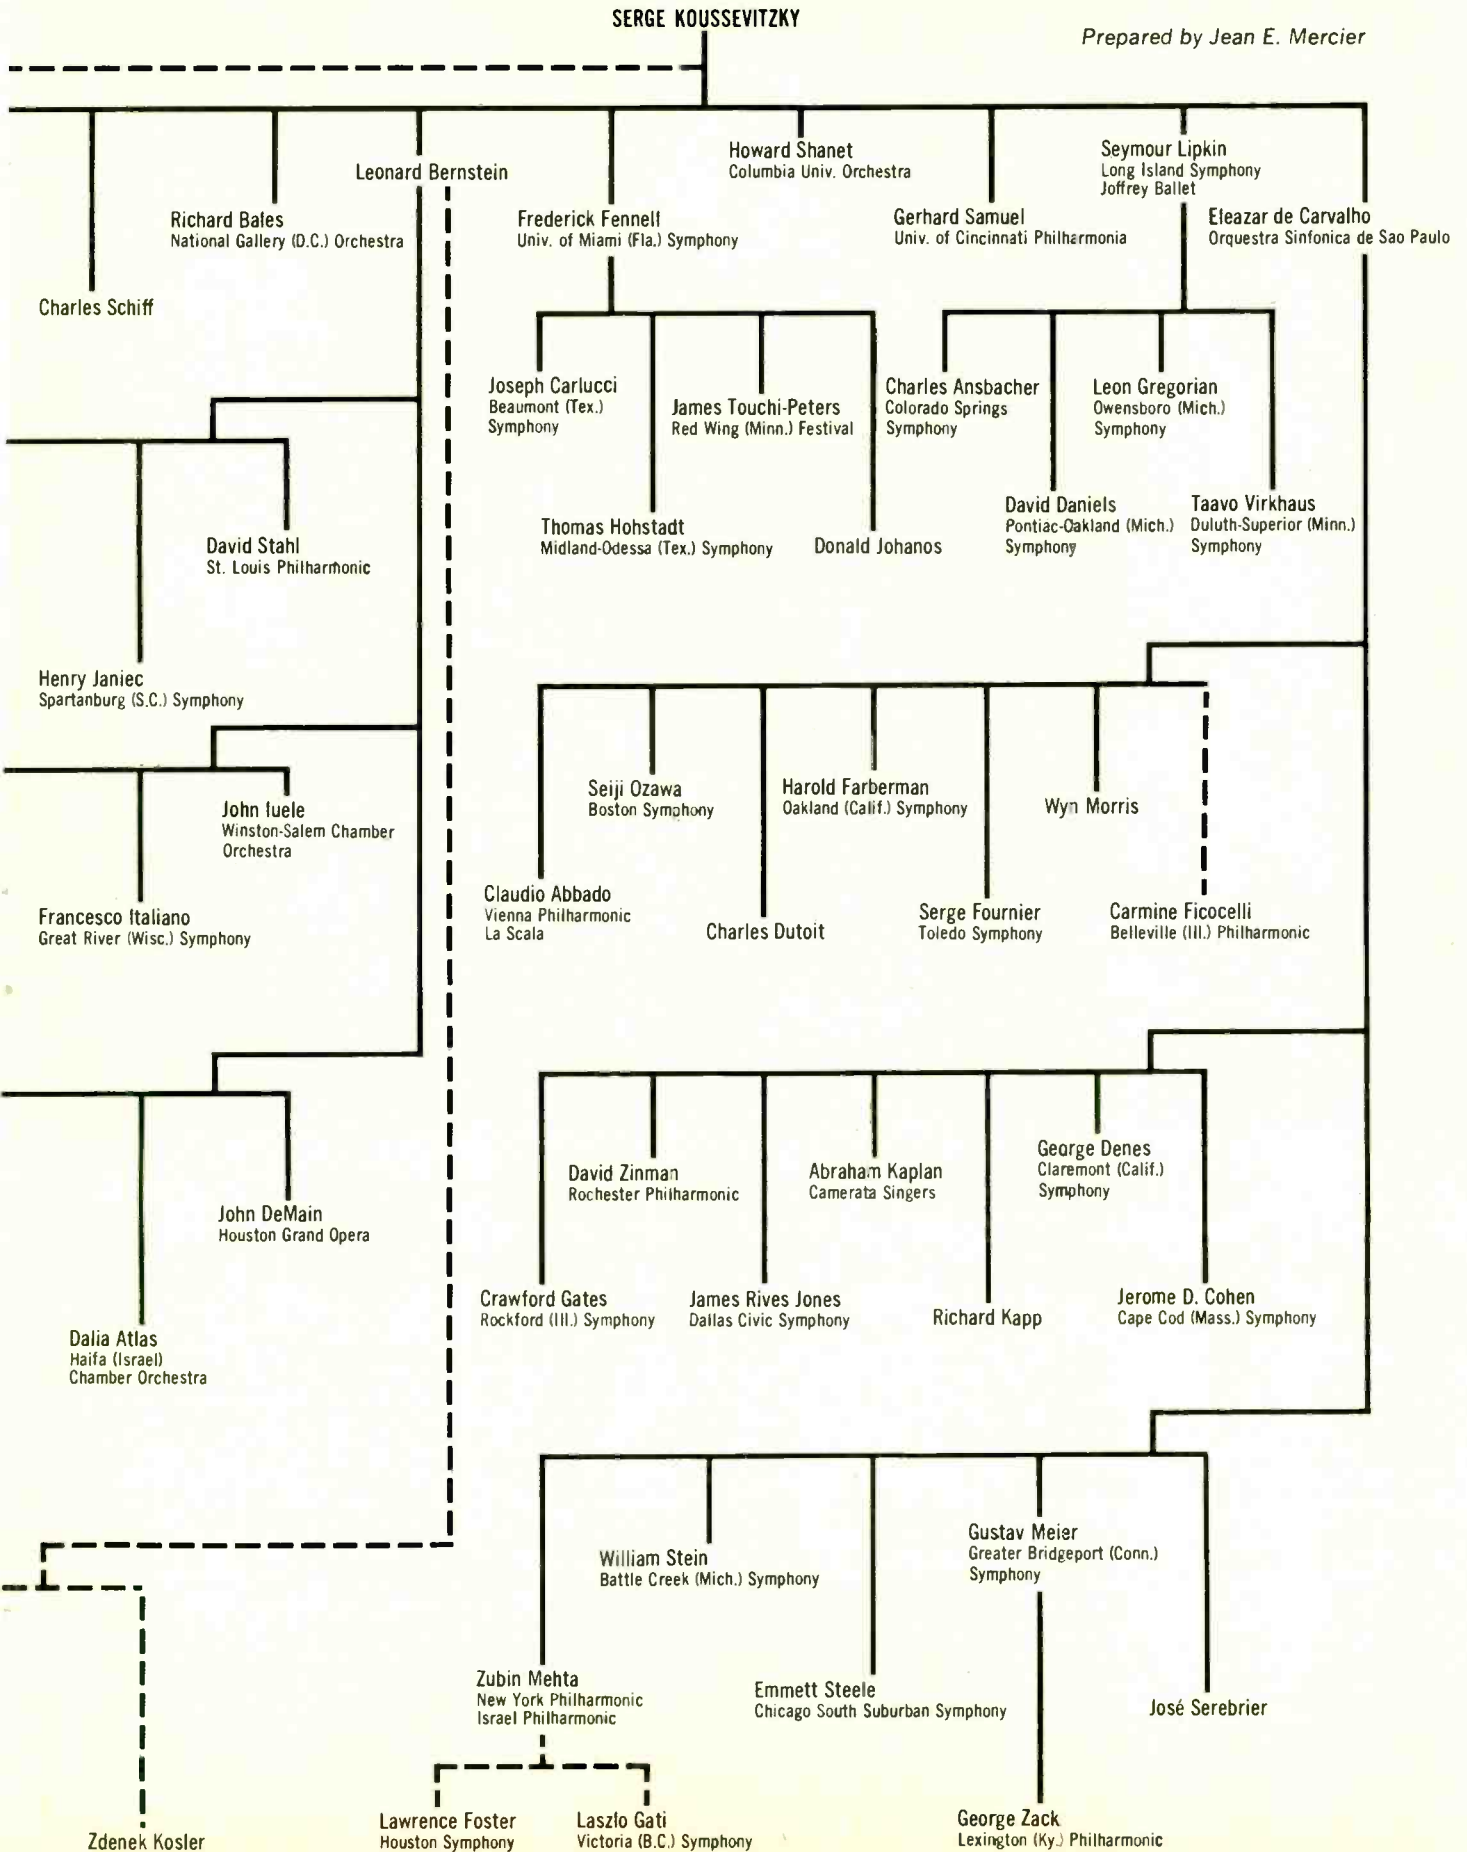 SERGE KOUSSEVITZKY
Prepared by Jean E. Mercier
Howard Shanet
Columbia Univ. Orchestra
Seymour Lipkin
Long Island Symphony
Joffrey Ballet
Leonard Bernstein
Richard Bales
National Gallery (D.C.) Orchestra
Frederick Fennell
Univ. of Miami (Fla.) Symphony
Gerhard Samuel
Univ. of Cincinnati Philharmonia
Eleazar de Carvalho
Orquestra Sinfonica de Sao Paulo
Charles Schiff
Joseph Carlucci
Beaumont (Tex.)
Symphony
James Touchi-Peters
Red Wing (Minn.) Festival
Charles Ansbacher
Colorado Springs
Symphony
Leon Gregorian
Owensboro (Mich.)
Symphony
David Stahl
St. Louis Philharmonic
Thomas Hohstadt
Midland-Odessa (Tex.) Symphony
Donald Johanos
David Daniels
Pontiac-Oakland (Mich.)
Symphony
Taavo Virkhaus
Duluth-Superior (Minn.)
Symphony
Henry Janiec
Spartanburg (S.C.) Symphony
John Iuele
Winston-Salem Chamber
Orchestra
Seiji Ozawa
Boston Symphony
Harold Farberman
Oakland (Calif.) Symphony
Wyn Morris
Francesco Italiano
Great River (Wisc.) Symphony
Claudio Abbado
Vienna Philharmonic
La Scala
Charles Dutoit
Serge Fournier
Toledo Symphony
Carmine Ficocelli
Belleville (Ill.) Philharmonic
John DeMain
Houston Grand Opera
David Zinman
Rochester Philharmonic
Abraham Kaplan
Camerata Singers
George Denes
Claremont (Calif.)
Symphony
Dalia Atlas
Haifa (Israel)
Chamber Orchestra
Crawford Gates
Rockford (Ill.) Symphony
James Rives Jones
Dallas Civic Symphony
Richard Kapp
Jerome D. Cohen
Cape Cod (Mass.) Symphony
William Stein
Battle Creek (Mich.) Symphony
Gustav Meier
Greater Bridgeport (Conn.)
Symphony
Zubin Mehta
New York Philharmonic
Israel Philharmonic
Emmett Steele
Chicago South Suburban Symphony
José Serebrier
Zdenek Kosler
Lawrence Foster
Houston Symphony
Laszlo Gati
Victoria (B.C.) Symphony
George Zack
Lexington (Ky.) Philharmonic